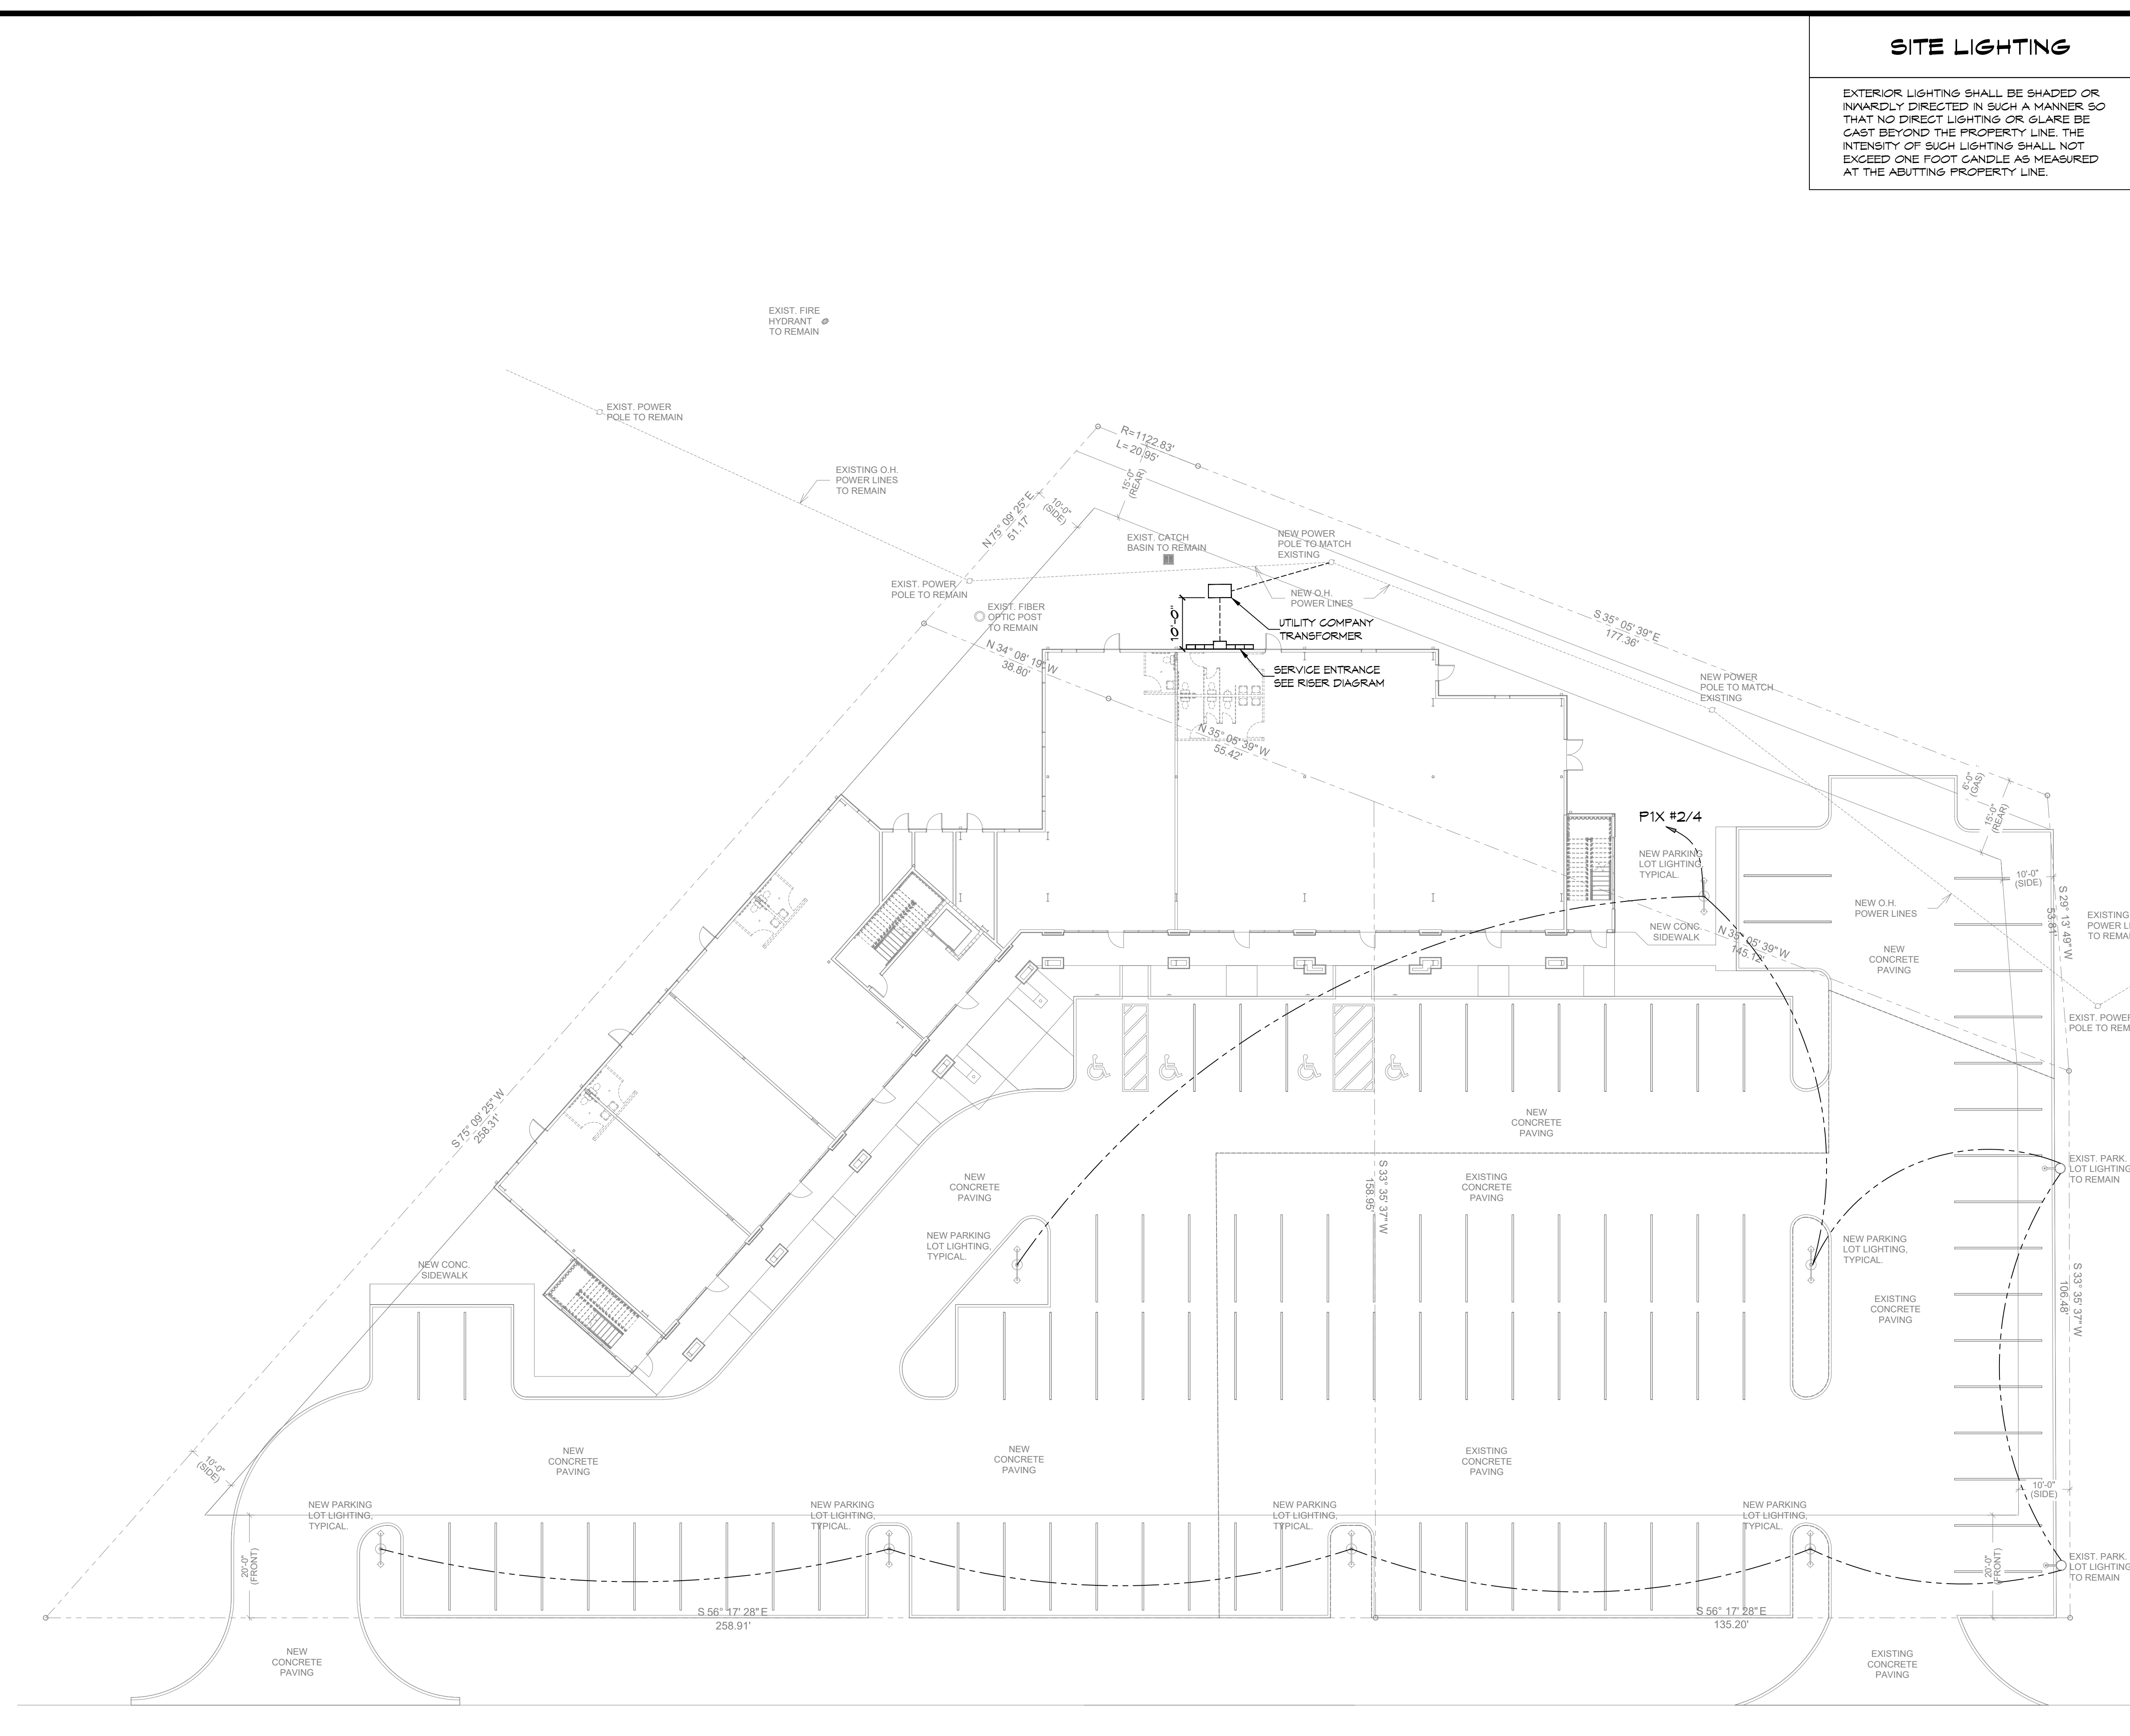 SITE LIGHTING
EXTERIOR LIGHTING SHALL BE SHADED OR
INWARDLY DIRECTED IN SUCH A MANNER SO
THAT NO DIRECT LIGHTING OR GLARE BE
CAST BEYOND THE PROPERTY LINE. THE
INTENSITY OF SUCH LIGHTING SHALL NOT
EXCEED ONE FOOT CANDLE AS MEASURED
AT THE ABUTTING PROPERTY LINE.
EXIST. FIRE
HYDRANT
TO REMAIN
EXIST. POWER
POLE TO REMAIN
EXISTING O.H.
POWER LINES
TO REMAIN
R=1122.83'
L= 20.95'
15'-0"
(REAR)
N 75° 09' 25" E
51.17'
10'-0"
(SIDE)
EXIST. CATCH
BASIN TO REMAIN
NEW POWER
POLE TO MATCH
EXISTING
EXIST. POWER
POLE TO REMAIN
EXIST. FIBER
OPTIC POST
TO REMAIN
10'-0"
NEW O.H.
POWER LINES
UTILITY COMPANY
TRANSFORMER
S 35° 05' 39" E
177.36'
N 34° 08' 19" W
38.80'
SERVICE ENTRANCE
SEE RISER DIAGRAM
NEW POWER
POLE TO MATCH
EXISTING
N 35° 05' 39" W
55.42'
6'-0"
(GAS)
15'-0"
(REAR)
P1X #2/4
NEW PARKING
LOT LIGHTING,
TYPICAL.
10'-0"
(SIDE)
S 29° 13' 49" W
53.81'
NEW O.H.
POWER LINES
EXISTING
POWER LI
TO REMA
NEW CONC.
SIDEWALK
N 35° 05' 39" W
145.12'
NEW
CONCRETE
PAVING
EXIST. POWER
POLE TO REM
S 75° 09' 25" W
258.31'
NEW
CONCRETE
PAVING
NEW
CONCRETE
PAVING
EXISTING
CONCRETE
PAVING
S 33° 35' 37" W
158.95'
EXIST. PARK.
LOT LIGHTING
TO REMAIN
NEW PARKING
LOT LIGHTING,
TYPICAL.
NEW PARKING
LOT LIGHTING,
TYPICAL.
NEW CONC.
SIDEWALK
EXISTING
CONCRETE
PAVING
S 33° 35' 37" W
106.48'
10'-0"
(SIDE)
NEW
CONCRETE
PAVING
NEW
CONCRETE
PAVING
EXISTING
CONCRETE
PAVING
10'-0"
(SIDE)
NEW PARKING
LOT LIGHTING,
TYPICAL.
NEW PARKING
LOT LIGHTING,
TYPICAL.
NEW PARKING
LOT LIGHTING,
TYPICAL.
NEW PARKING
LOT LIGHTING,
TYPICAL.
20'-0"
(FRONT)
20'-0"
(FRONT)
EXIST. PARK.
LOT LIGHTING
TO REMAIN
S 56° 17' 28" E
258.91'
S 56° 17' 28" E
135.20'
NEW
CONCRETE
PAVING
EXISTING
CONCRETE
PAVING